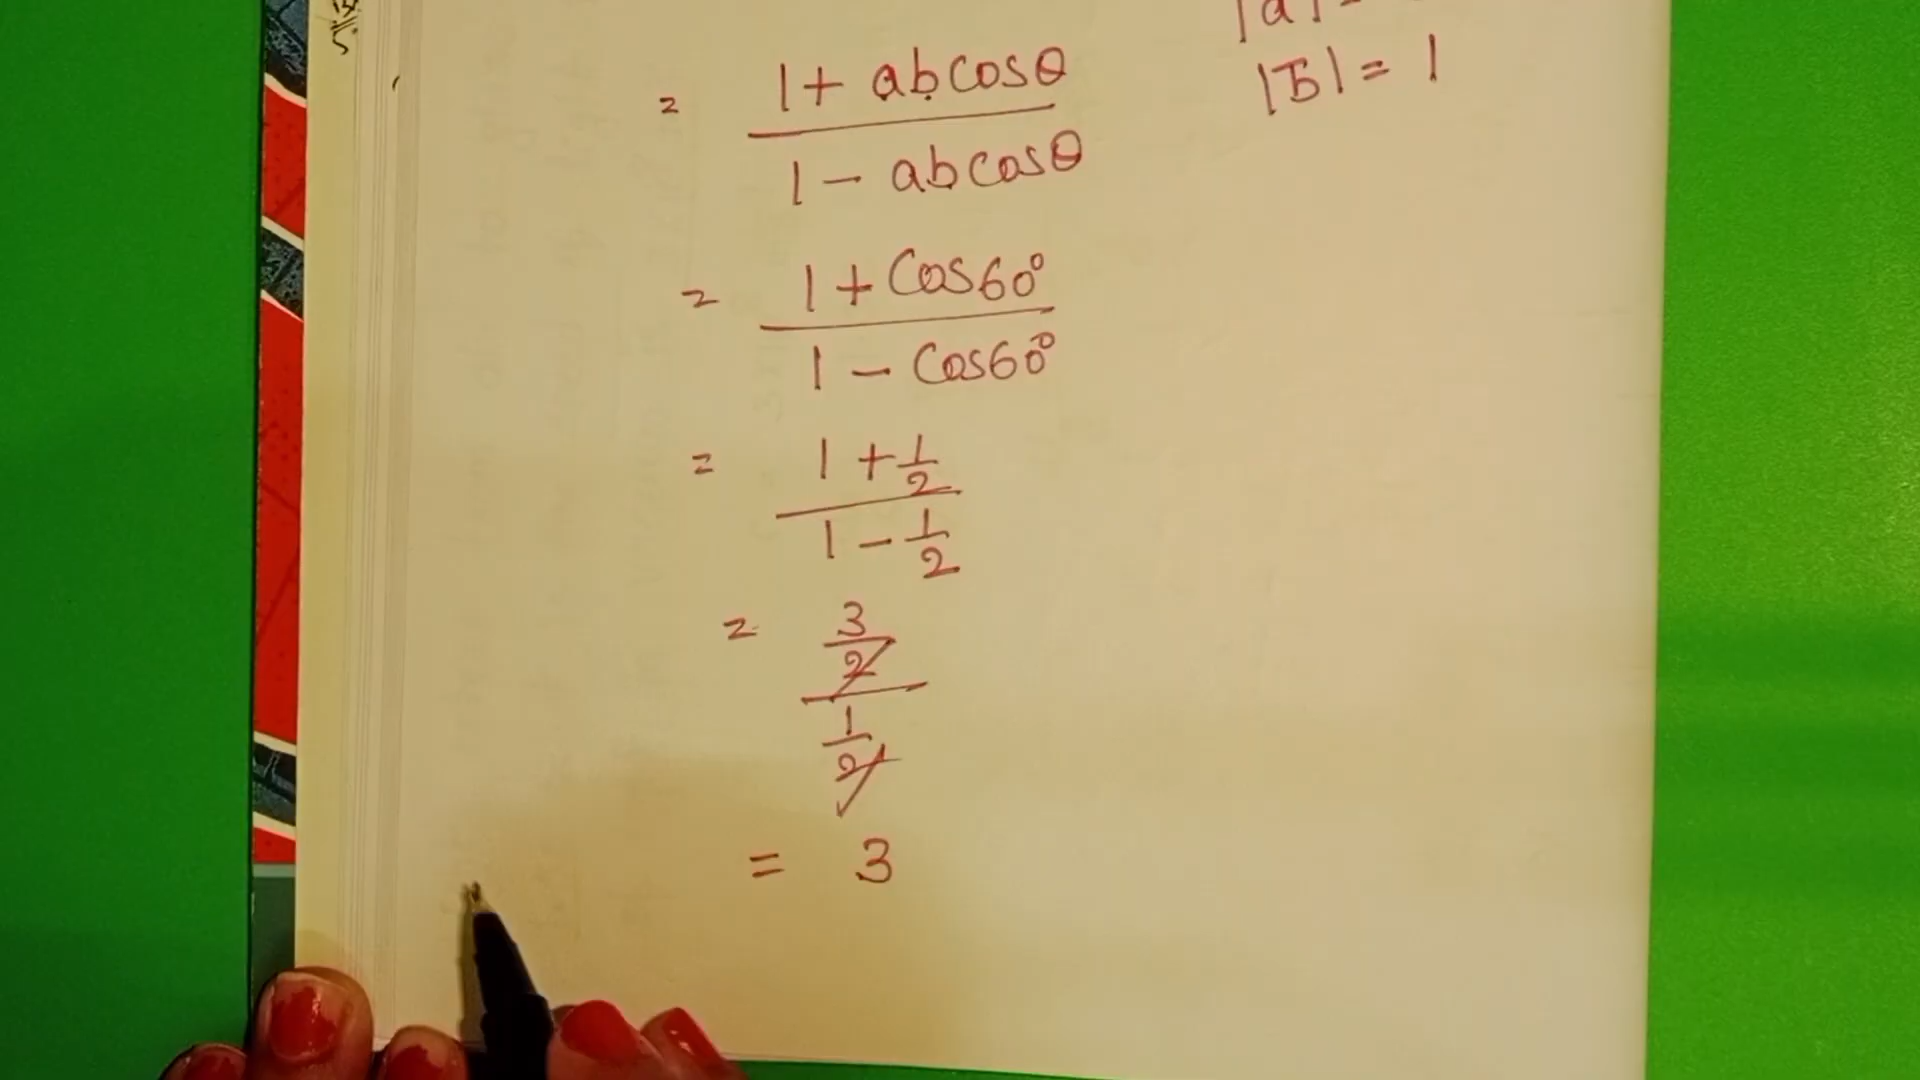 |a|=
|b̄| = 1
= 1 + ab cosθ / 1 - ab cosθ
= 1 + Cos60° / 1 - Cos60°
= 1 + 1/2 / 1 - 1/2
= 3/2 / 1/2
= 3